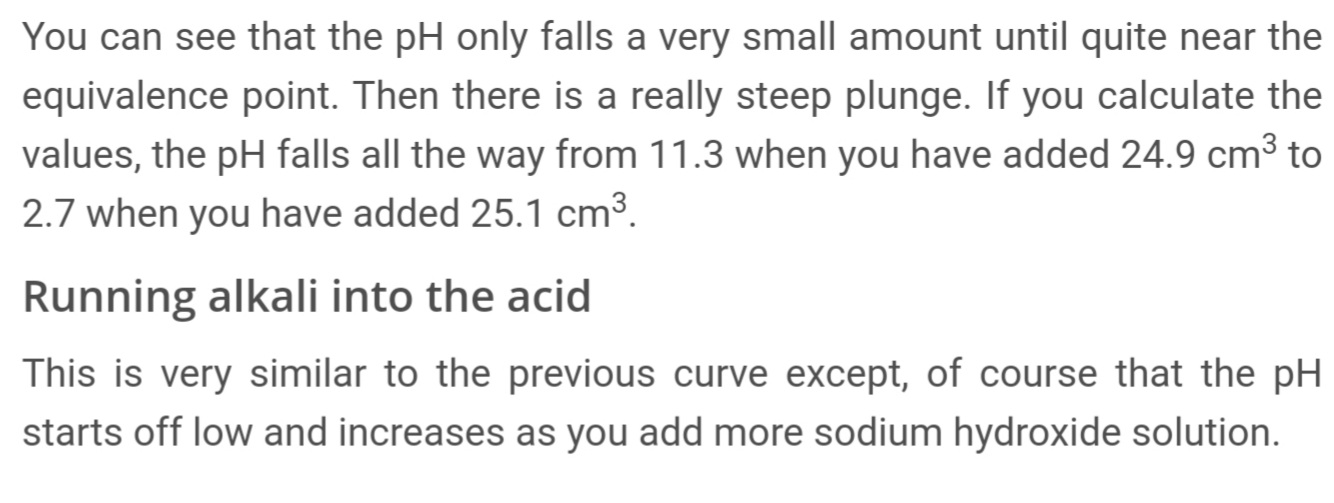 You can see that the pH only falls a very small amount until quite near the
equivalence point. Then there is a really steep plunge. If you calculate the
values, the pH falls all the way from 11.3 when you have added 24.9 cm³ to
2.7 when you have added 25.1 cm³.
Running alkali into the acid
This is very similar to the previous curve except, of course that the pH
starts off low and increases as you add more sodium hydroxide solution.